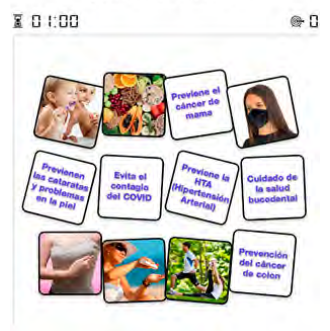 01:00
0
Previene el
cáncer de
mama
Previenen
las cataratas
y problemas
en la piel
Evita el
contagio
del COVID
Previene la
HTA
(Hipertensión
Arterial)
Cuidado de
la salud
bucodental
Prevención
del cáncer
de colon